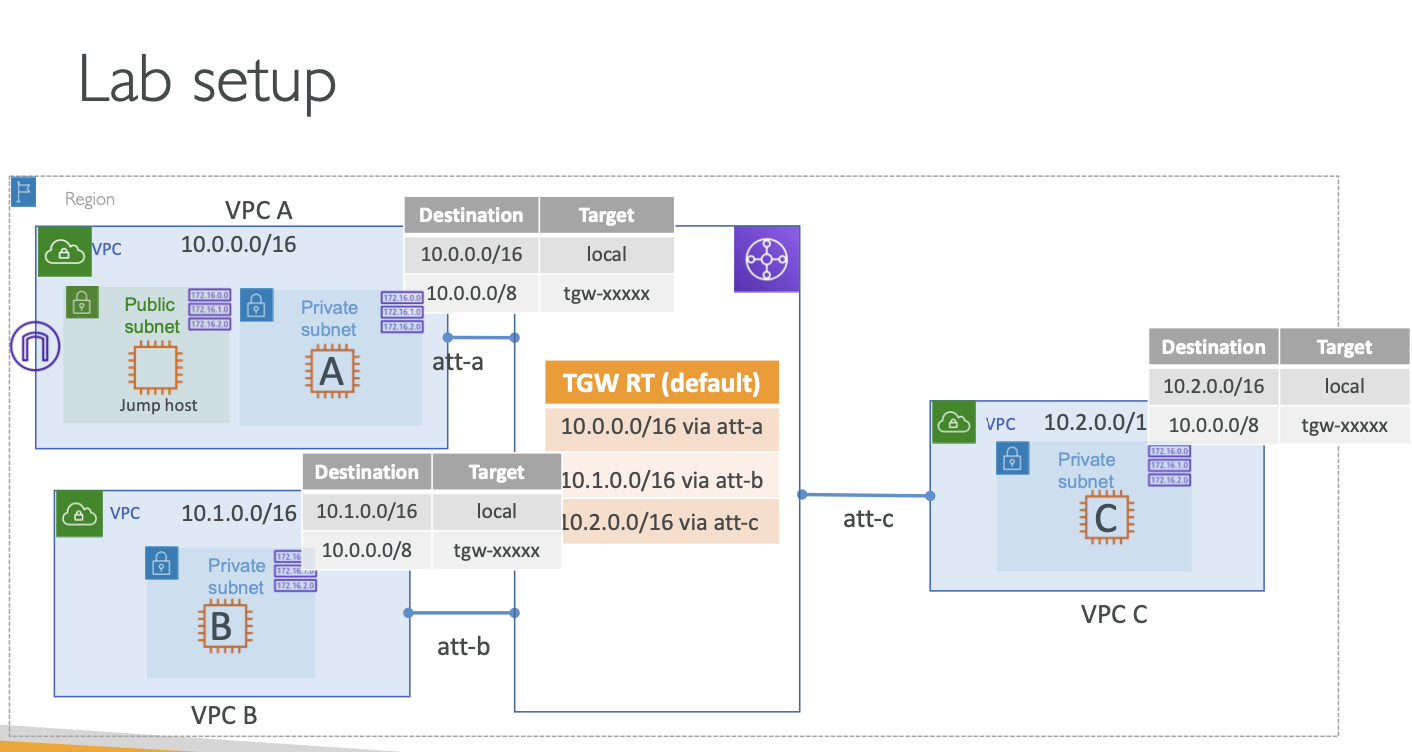 Lab setup
Region
VPC A
VPC
10.0.0.0/16
Destination Target
10.0.0.0/16 local
10.0.0.0/8 tgw-xxxxx
Public
subnet
172.16.0.0
172.16.1.0
172.16.2.0
Jump host
Private
subnet
172.16.0.0
172.16.1.0
172.16.2.0
A
att-a
TGW RT (default)
10.0.0.0/16 via att-a
10.1.0.0/16 via att-b
10.2.0.0/16 via att-c
VPC
10.1.0.0/16
Destination Target
10.1.0.0/16 local
10.0.0.0/8 tgw-xxxxx
Private
subnet
172.16
172.16.1.0
172.16.2.0
B
att-b
VPC B
att-c
VPC
10.2.0.0/1
Destination Target
10.2.0.0/16 local
10.0.0.0/8 tgw-xxxxx
Private
subnet
172.16.0.0
172.16.1.0
172.16.2.0
C
VPC C